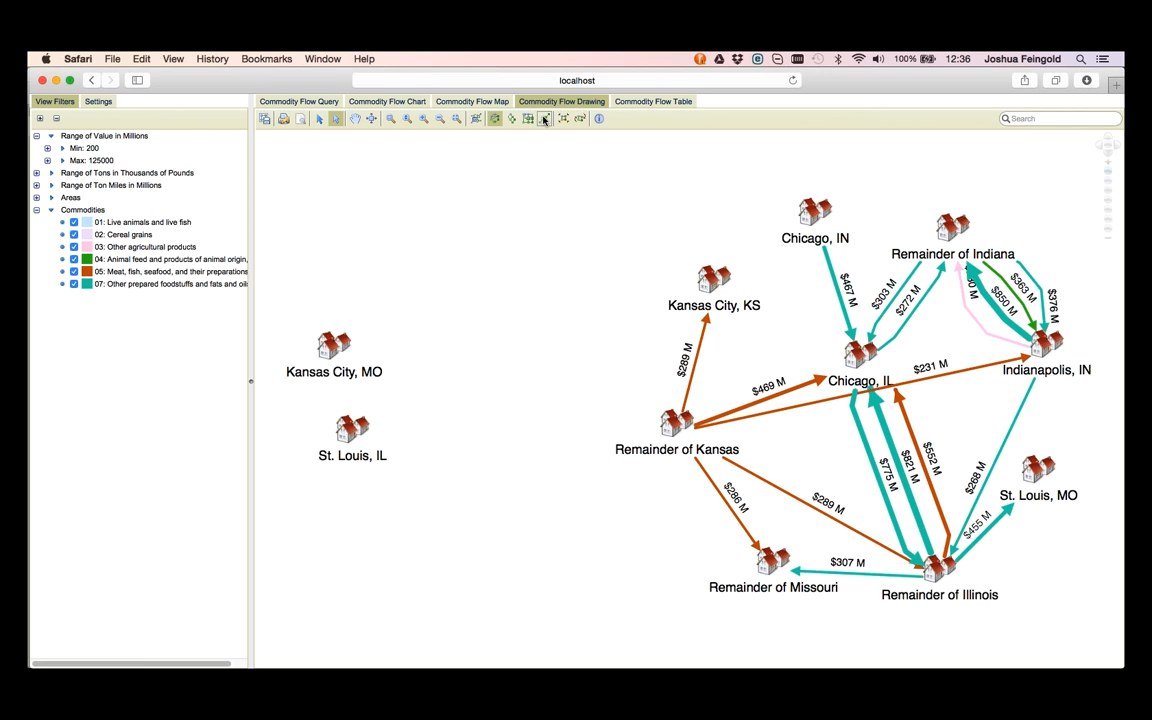 Safari File Edit View History Bookmarks Window Help 100% 12:36 Joshua Feingold
localhost
View Filters Settings
Commodity Flow Query Commodity Flow Chart Commodity Flow Map Commodity Flow Drawing Commodity Flow Table
Search
Range of Value in Millions
Min: 200
Max: 125000
Range of Tons in Thousands of Pounds
Range of Ton Miles in Millions
Areas
Commodities
01: Live animals and live fish
02: Cereal grains
03: Other agricultural products
04: Animal feed and products of animal origin,
05: Meat, fish, seafood, and their preparations
07: Other prepared foodstuffs and fats and oils
Chicago, IN
Remainder of Indiana
$467 M
$303 M
$272 M
$850 M
$363 M
$376 M
Kansas City, KS
Kansas City, MO
$289 M
Chicago, IL
$231 M
Indianapolis, IN
$469 M
St. Louis, IL
Remainder of Kansas
$775 M
$821 M
$552 M
$268 M
St. Louis, MO
$286 M
$289 M
$455 M
$307 M
Remainder of Missouri
Remainder of Illinois